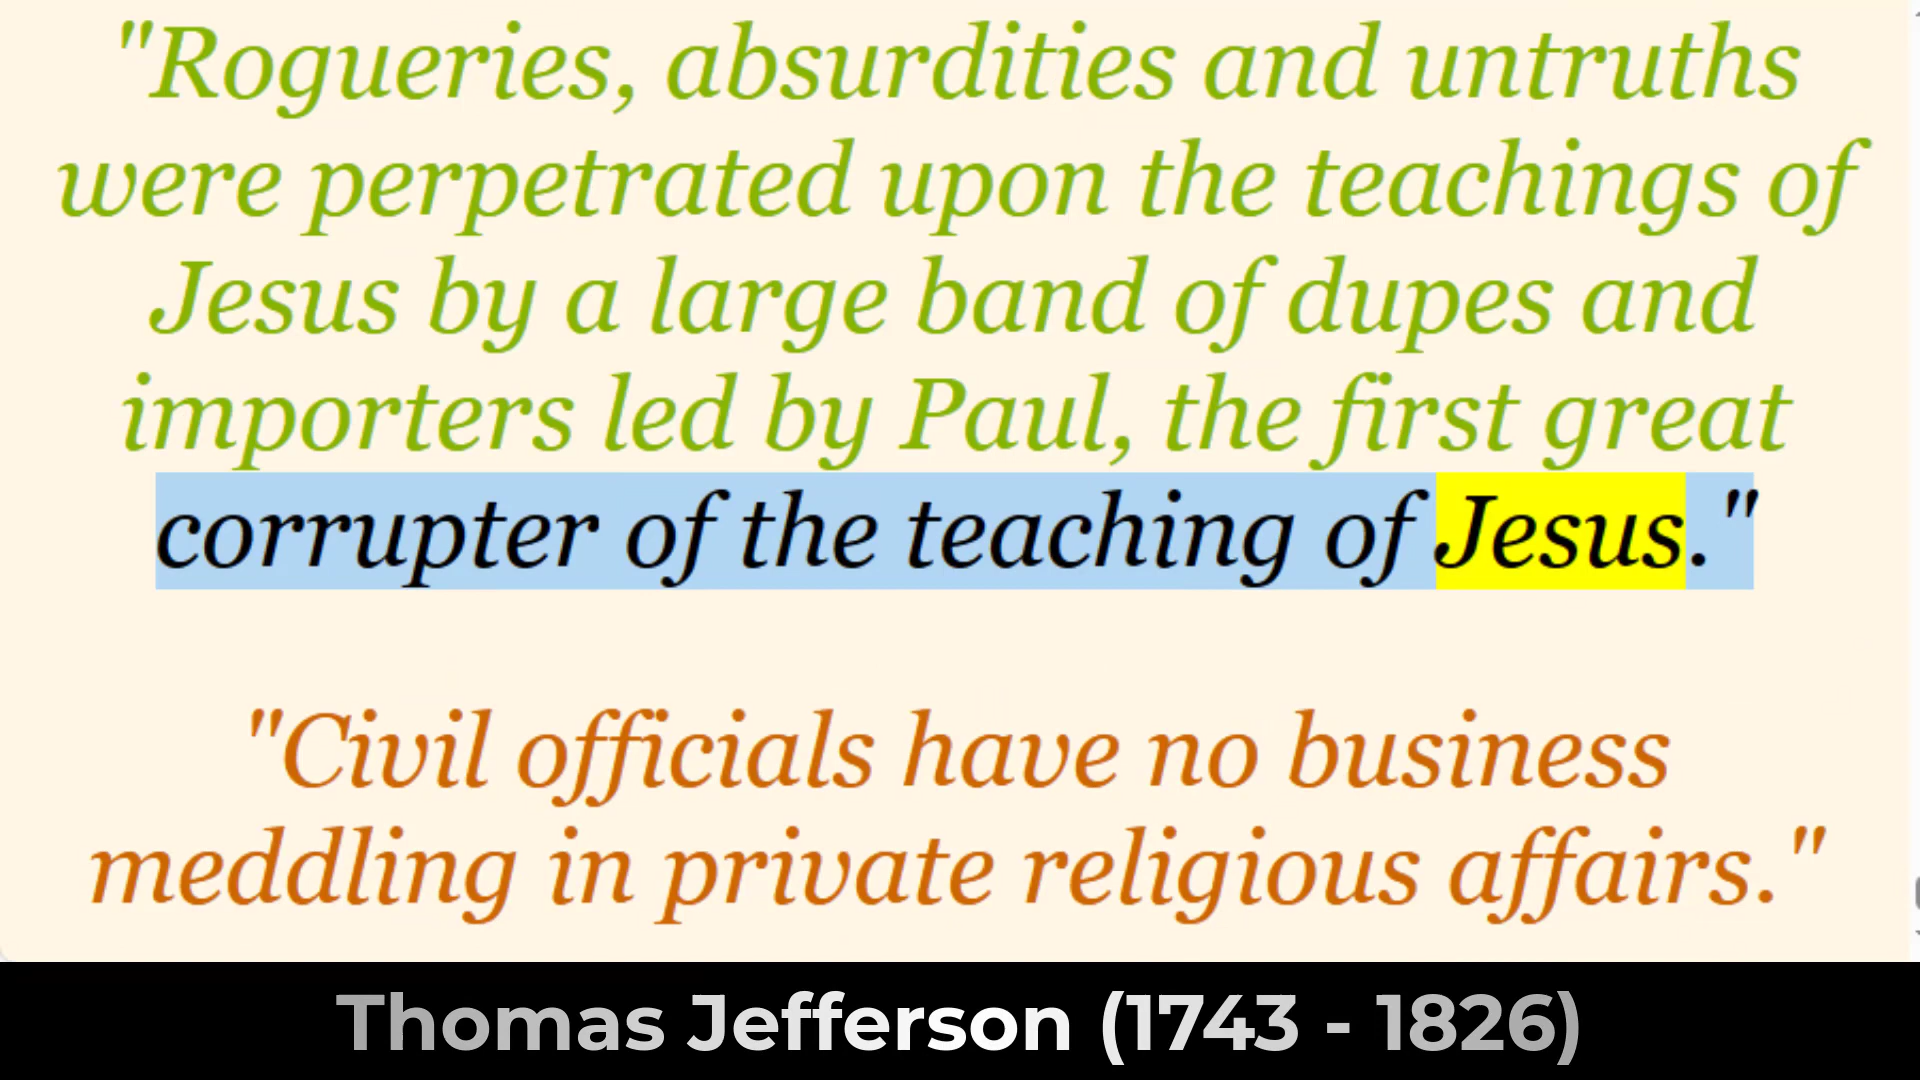 "Rogueries, absurdities and untruths
were perpetrated upon the teachings of
Jesus by a large band of dupes and
importers led by Paul, the first great
corrupter of the teaching of Jesus."
"Civil officials have no business
meddling in private religious affairs."
Thomas Jefferson (1743 - 1826)